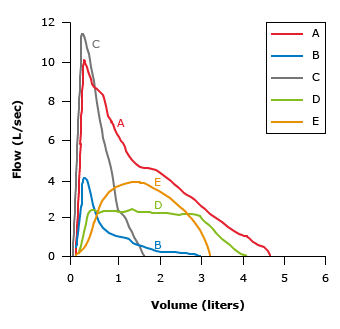 12
10
8
6
4
2
0
Flow (L/sec)
C
A
E
D
B
A
B
C
D
E
0 1 2 3 4 5 6
Volume (liters)